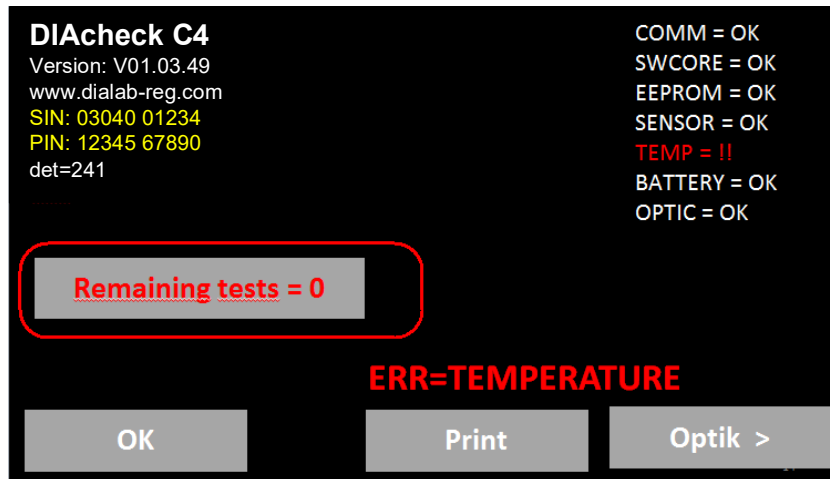 DIAcheck C4
Version: V01.03.49
www.dialab-reg.com
SIN: 03040 01234
PIN: 12345 67890
det=241
COMM = OK
SWCORE = OK
EEPROM = OK
SENSOR = OK
TEMP = !!
BATTERY = OK
OPTIC = OK
Remaining tests = 0
ERR=TEMPERATURE
OK
Print
Optik >